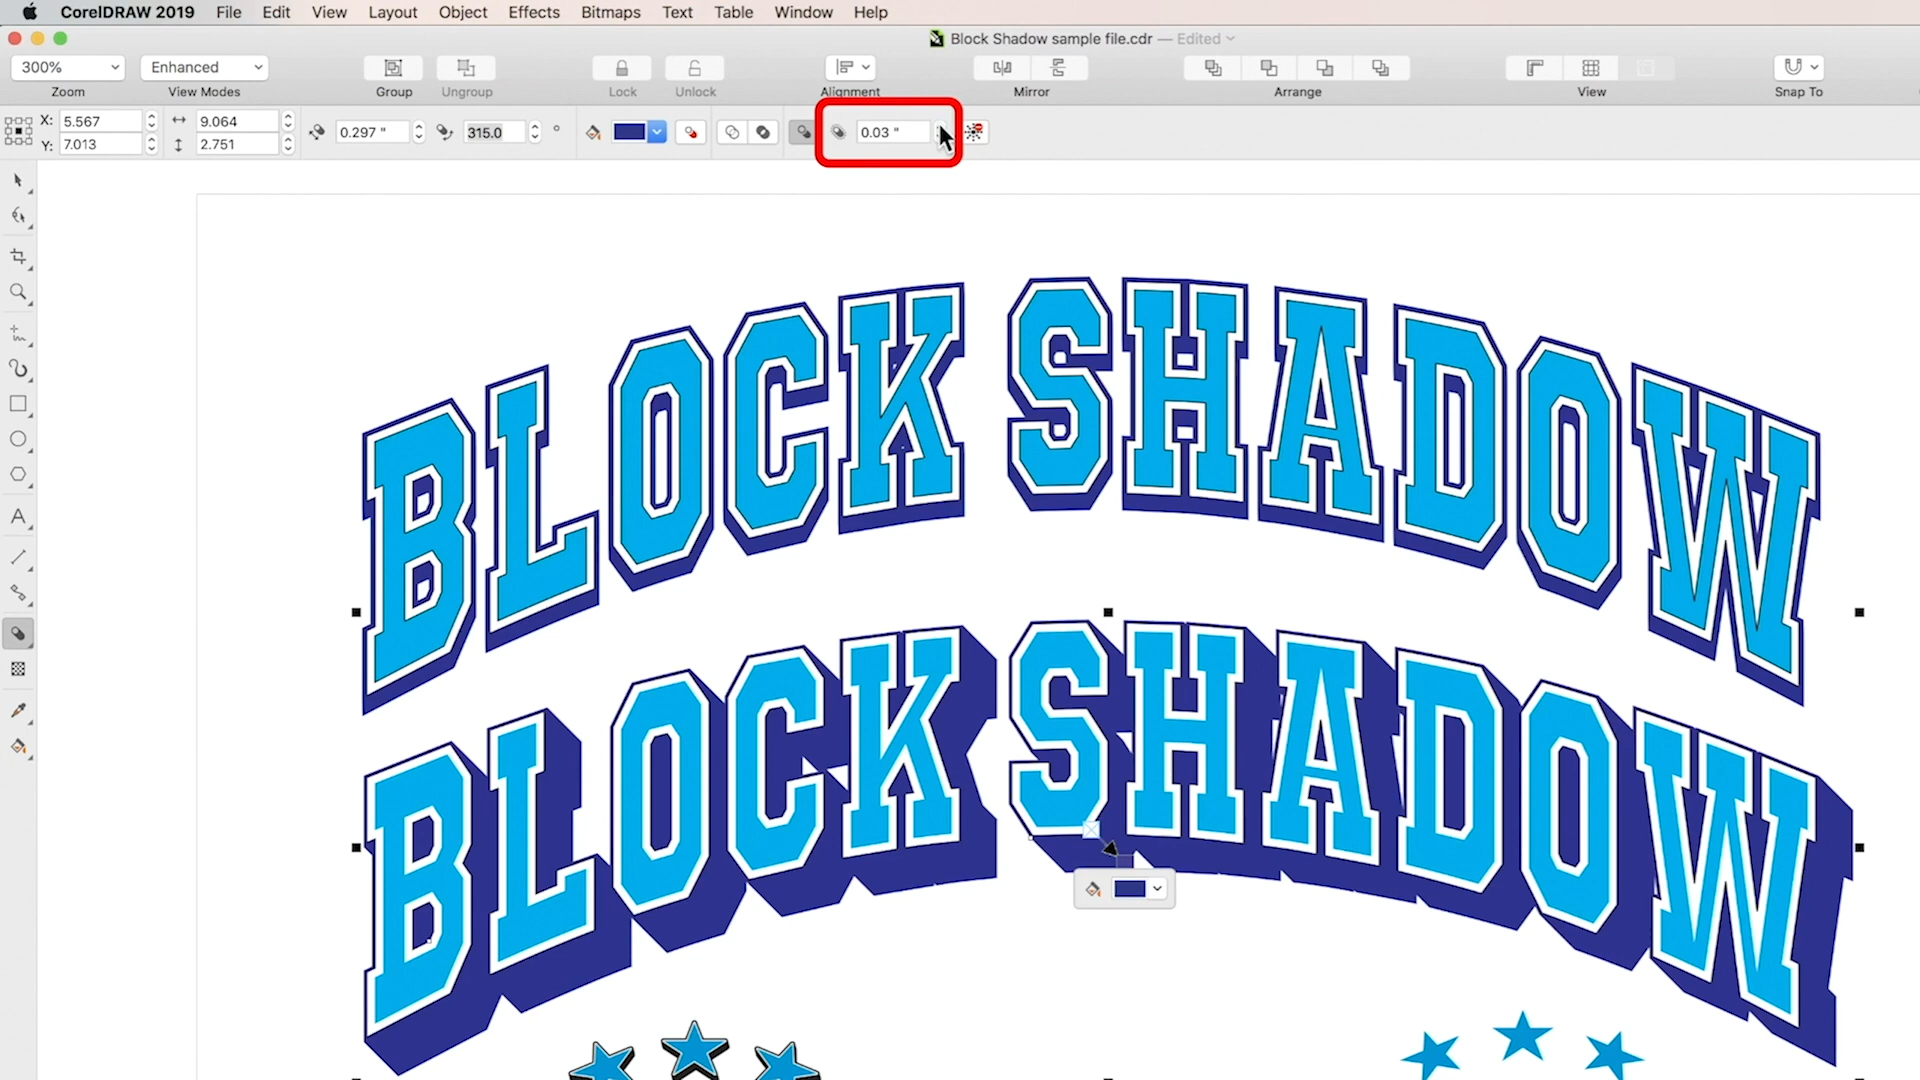 CorelDRAW 2019 File Edit View Layout Object Effects Bitmaps Text Table Window Help
Block Shadow sample file.cdr — Edited
300% Enhanced
Zoom View Modes Group Ungroup Lock Unlock Alignment Mirror Arrange View Snap To
X: 5.567 9.064 0.297 " 315.0 ° 0.03 "
Y: 7.013 2.751
BLOCK SHADOW
BLOCK SHADOW